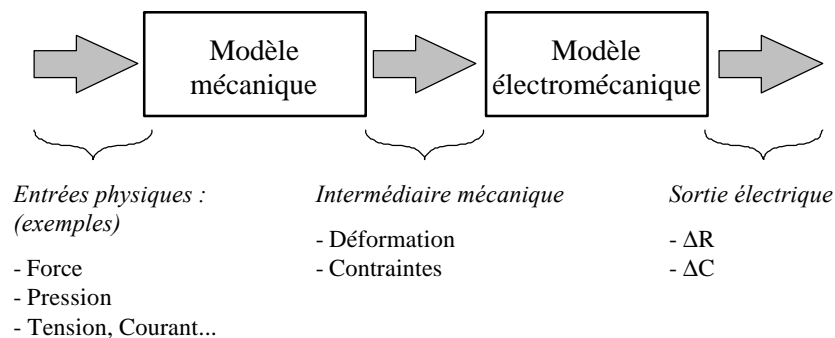 Modèle
mécanique
Modèle
électromécanique
Entrées physiques :
(exemples)
- Force
- Pression
- Tension, Courant...
Intermédiaire mécanique
- Déformation
- Contraintes
Sortie électrique
- ΔR
- ΔC